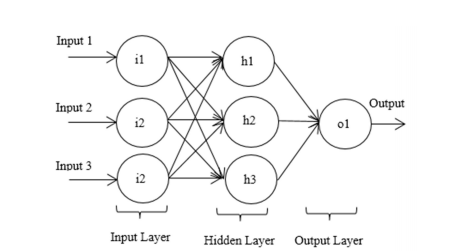 Input 1
i1
h1
Input 2
i2
h2
o1
Output
Input 3
i2
h3
Input Layer
Hidden Layer
Output Layer